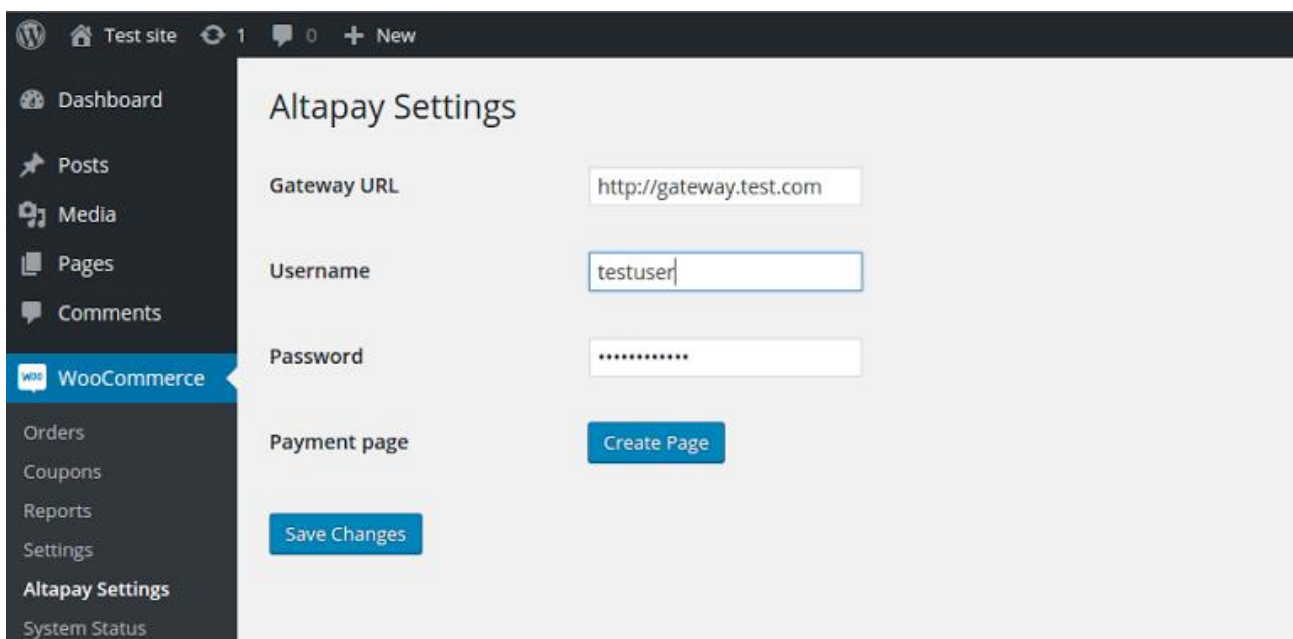 Test site 1 0 + New
Dashboard
Posts
Media
Pages
Comments
WooCommerce
Orders
Coupons
Reports
Settings
Altapay Settings
System Status
Altapay Settings
Gateway URL http://gateway.test.com
Username testuser
Password ••••••••••••
Payment page Create Page
Save Changes